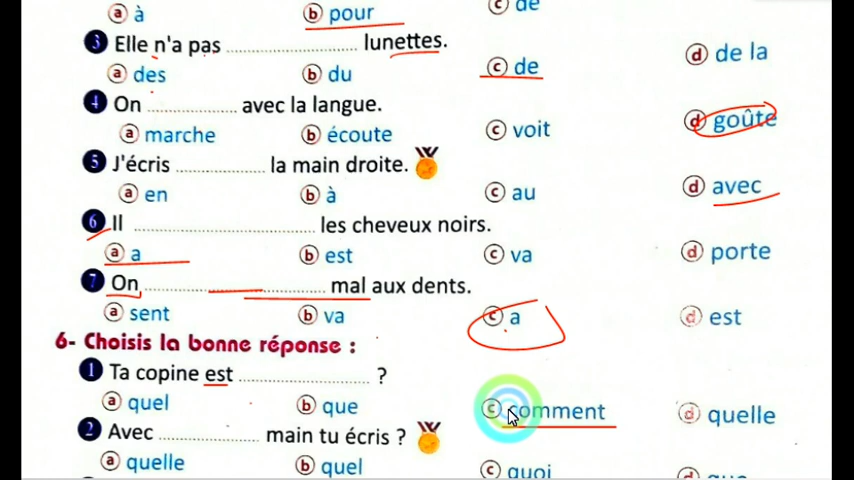 ⓐ à ⓑ pour ⓒ de
3 Elle n'a pas .................... lunettes.
ⓐ des ⓑ du ⓒ de ⓓ de la
4 On .................... avec la langue.
ⓐ marche ⓑ écoute ⓒ voit ⓓ goûte
5 J'écris .................... la main droite.
ⓐ en ⓑ à ⓒ au ⓓ avec
6 Il .................... les cheveux noirs.
ⓐ a ⓑ est ⓒ va ⓓ porte
7 On .................... mal aux dents.
ⓐ sent ⓑ va ⓒ a ⓓ est
6- Choisis la bonne réponse :
1 Ta copine est .................... ?
ⓐ quel ⓑ que ⓒ comment ⓓ quelle
2 Avec .................... main tu écris ?
ⓐ quelle ⓑ quel ⓒ quoi ⓓ que